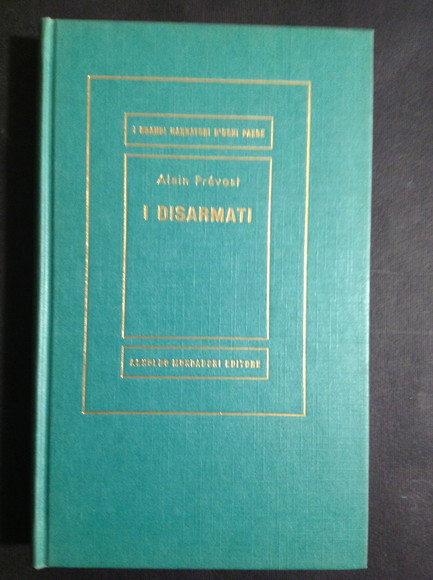 I GRANDI NARRATORI D'OGNI PAESE
Alain Prévost
I DISARMATI
ARNOLDO MONDADORI EDITORE